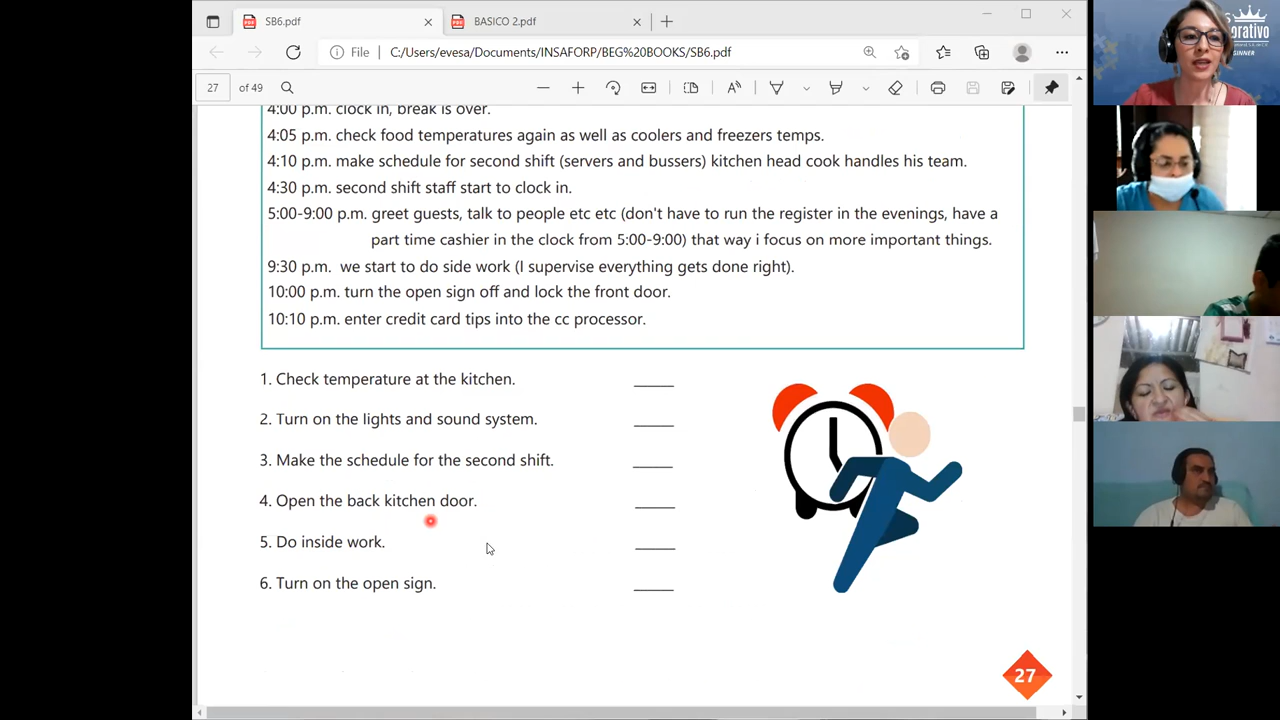 SB6.pdf
BASICO 2.pdf
File
C:/Users/evesa/Documents/INSAFORP/BEG%20BOOKS/SB6.pdf
27 of 49
4:00 p.m. clock in, break is over.
4:05 p.m. check food temperatures again as well as coolers and freezers temps.
4:10 p.m. make schedule for second shift (servers and bussers) kitchen head cook handles his team.
4:30 p.m. second shift staff start to clock in.
5:00-9:00 p.m. greet guests, talk to people etc etc (don't have to run the register in the evenings, have a
part time cashier in the clock from 5:00-9:00) that way i focus on more important things.
9:30 p.m. we start to do side work (I supervise everything gets done right).
10:00 p.m. turn the open sign off and lock the front door.
10:10 p.m. enter credit card tips into the cc processor.
1. Check temperature at the kitchen. _____
2. Turn on the lights and sound system. _____
3. Make the schedule for the second shift. _____
4. Open the back kitchen door. _____
5. Do inside work. _____
6. Turn on the open sign. _____
27